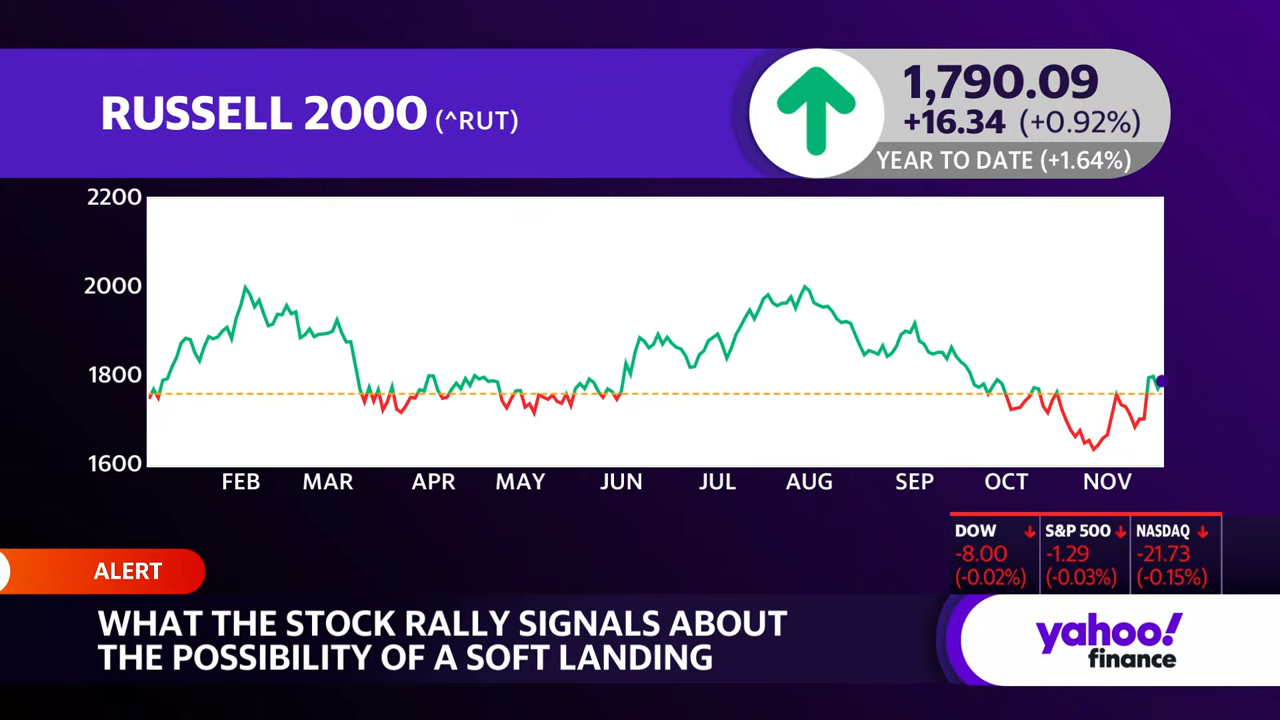 RUSSELL 2000 (^RUT)
1,790.09
+16.34 (+0.92%)
YEAR TO DATE (+1.64%)
2200
2000
1800
1600
FEB MAR APR MAY JUN JUL AUG SEP OCT NOV
DOW S&P 500 NASDAQ
-8.00 -1.29 -21.73
(-0.02%) (-0.03%) (-0.15%)
ALERT
WHAT THE STOCK RALLY SIGNALS ABOUT
THE POSSIBILITY OF A SOFT LANDING
yahoo!
finance